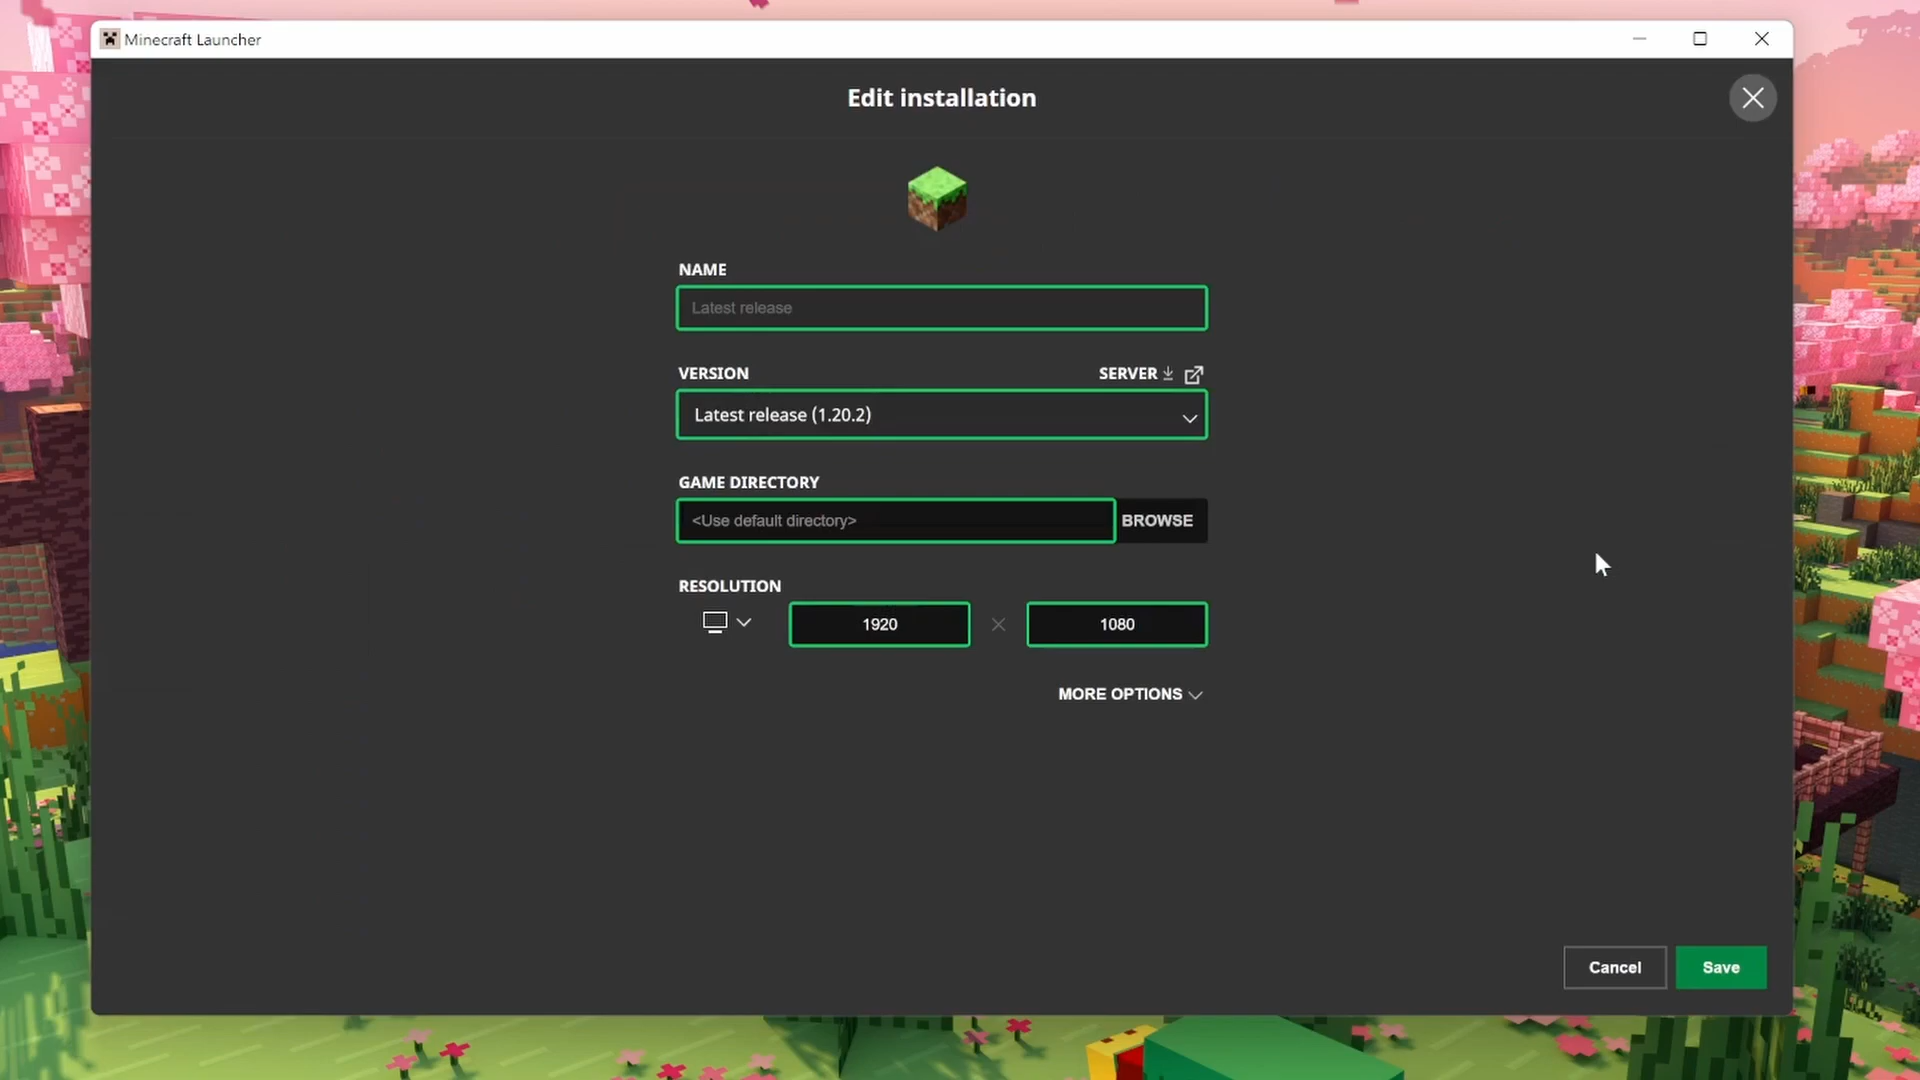 Minecraft Launcher
Edit installation
NAME
Latest release
VERSION
SERVER
Latest release (1.20.2)
GAME DIRECTORY
<Use default directory>
BROWSE
RESOLUTION
1920
1080
MORE OPTIONS
Cancel
Save